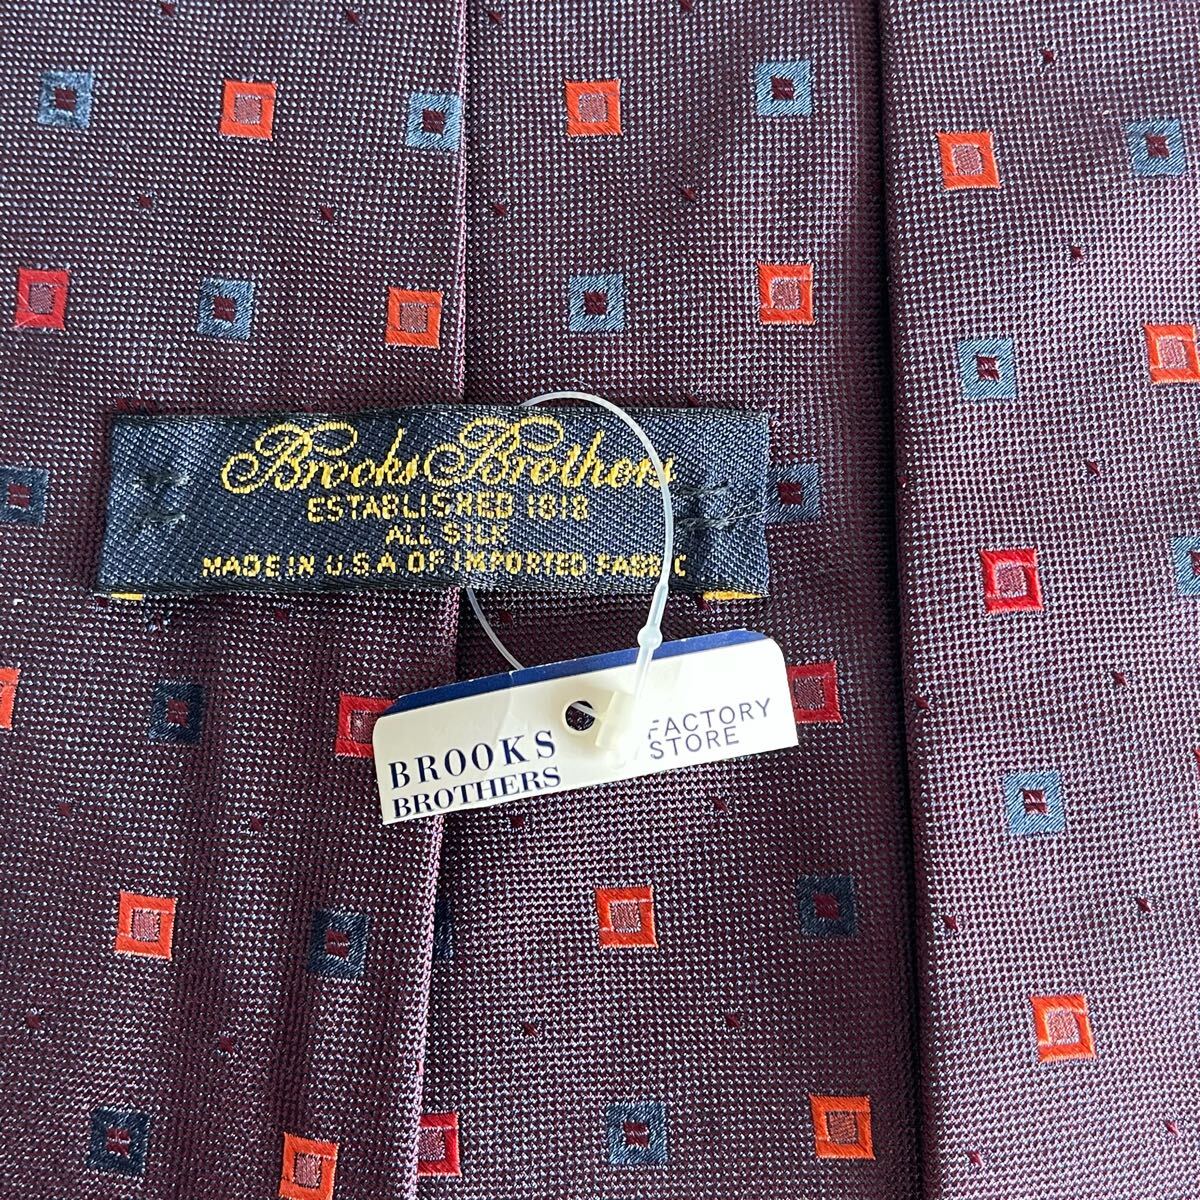 Brooks Brothers
ESTABLISHED 1818
ALL SILK
MADE IN U.S.A OF IMPORTED FABRIC
BROOKS
BROTHERS
FACTORY
STORE